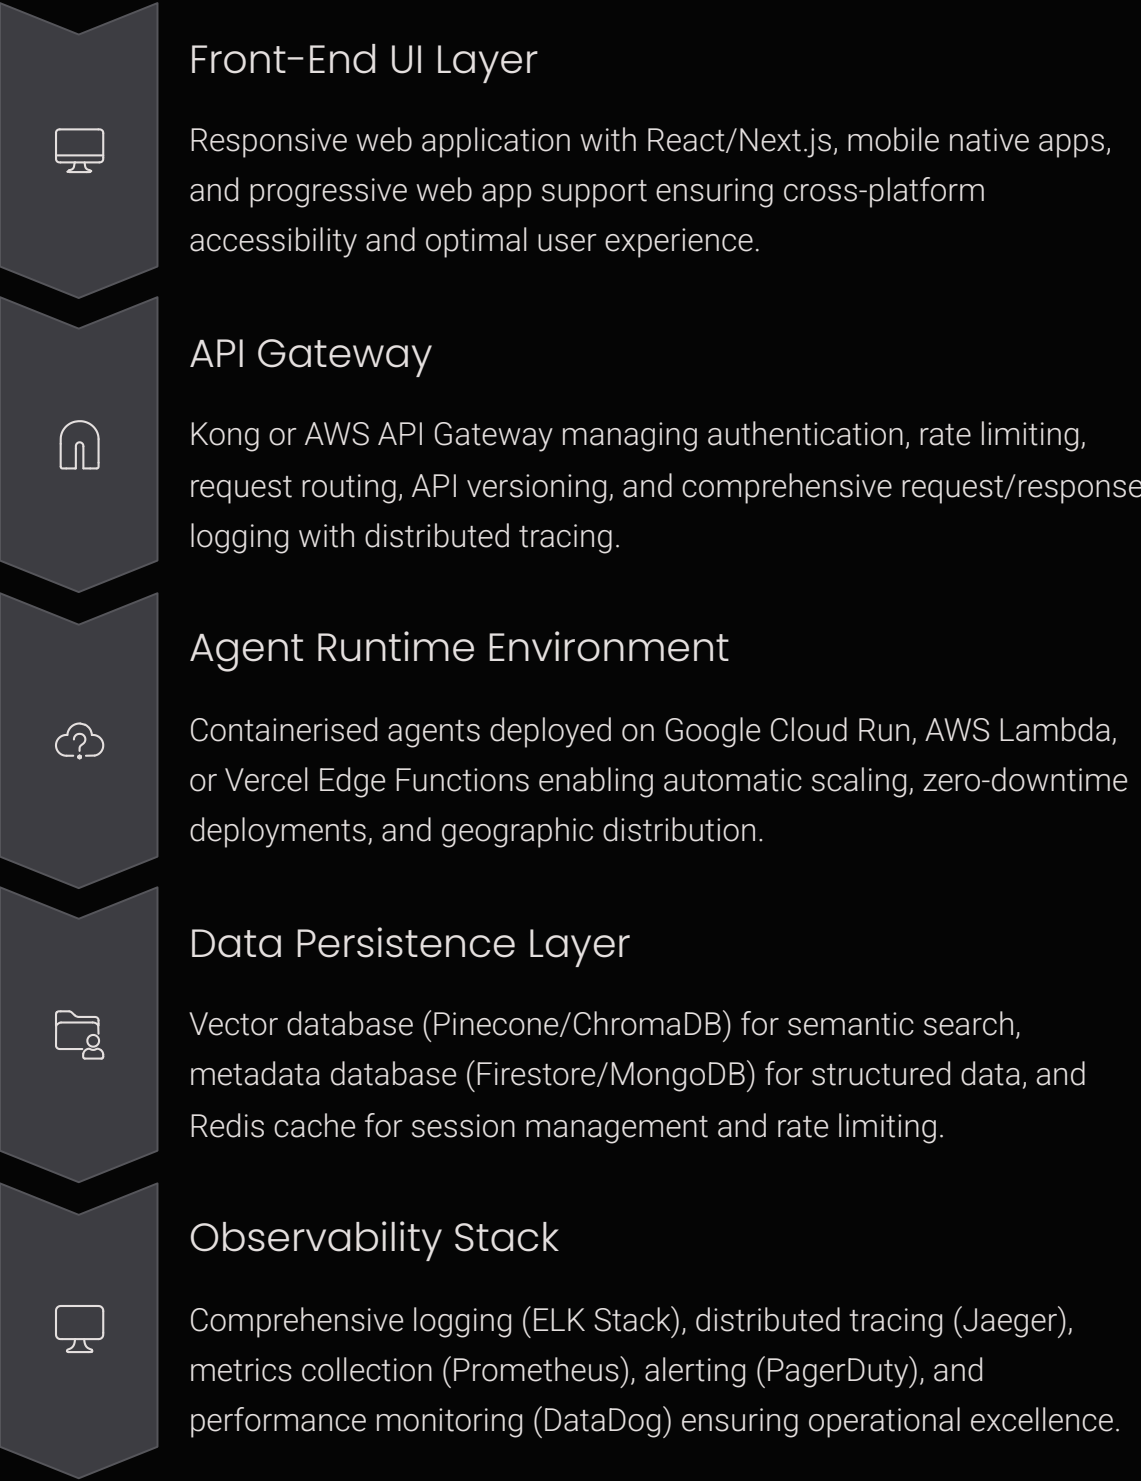 Front-End UI Layer
Responsive web application with React/Next.js, mobile native apps,
and progressive web app support ensuring cross-platform
accessibility and optimal user experience.
API Gateway
Kong or AWS API Gateway managing authentication, rate limiting,
request routing, API versioning, and comprehensive request/response
logging with distributed tracing.
Agent Runtime Environment
Containerised agents deployed on Google Cloud Run, AWS Lambda,
or Vercel Edge Functions enabling automatic scaling, zero-downtime
deployments, and geographic distribution.
Data Persistence Layer
Vector database (Pinecone/ChromaDB) for semantic search,
metadata database (Firestore/MongoDB) for structured data, and
Redis cache for session management and rate limiting.
Observability Stack
Comprehensive logging (ELK Stack), distributed tracing (Jaeger),
metrics collection (Prometheus), alerting (PagerDuty), and
performance monitoring (DataDog) ensuring operational excellence.